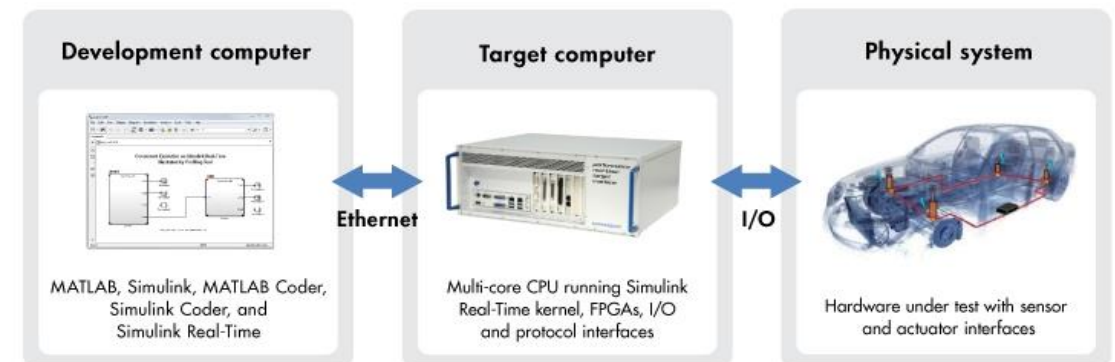 Development computer
MATLAB, Simulink, MATLAB Coder,
Simulink Coder, and
Simulink Real-Time
Ethernet
Target computer
Multi-core CPU running Simulink
Real-Time kernel, FPGAs, I/O
and protocol interfaces
I/O
Physical system
Hardware under test with sensor
and actuator interfaces